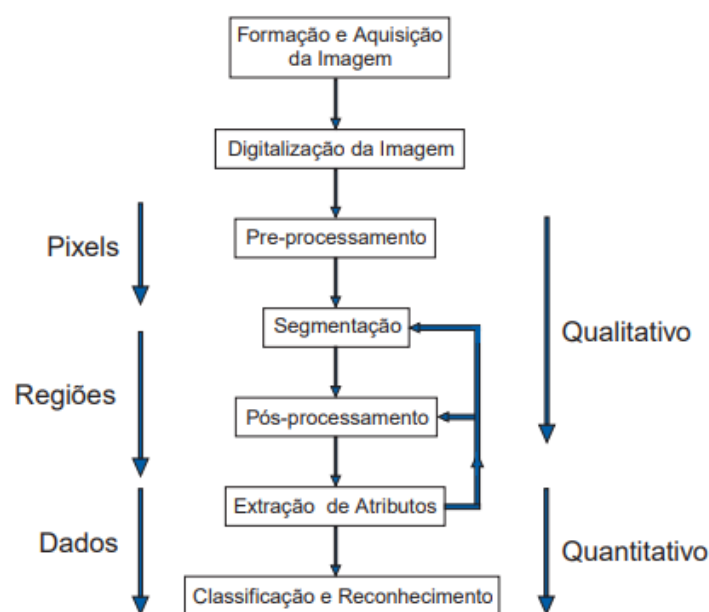 Formação e Aquisição
da Imagem
Digitalização da Imagem
Pixels
Pre-processamento
Segmentação
Qualitativo
Regiões
Pós-processamento
Extração de Atributos
Dados
Quantitativo
Classificação e Reconhecimento